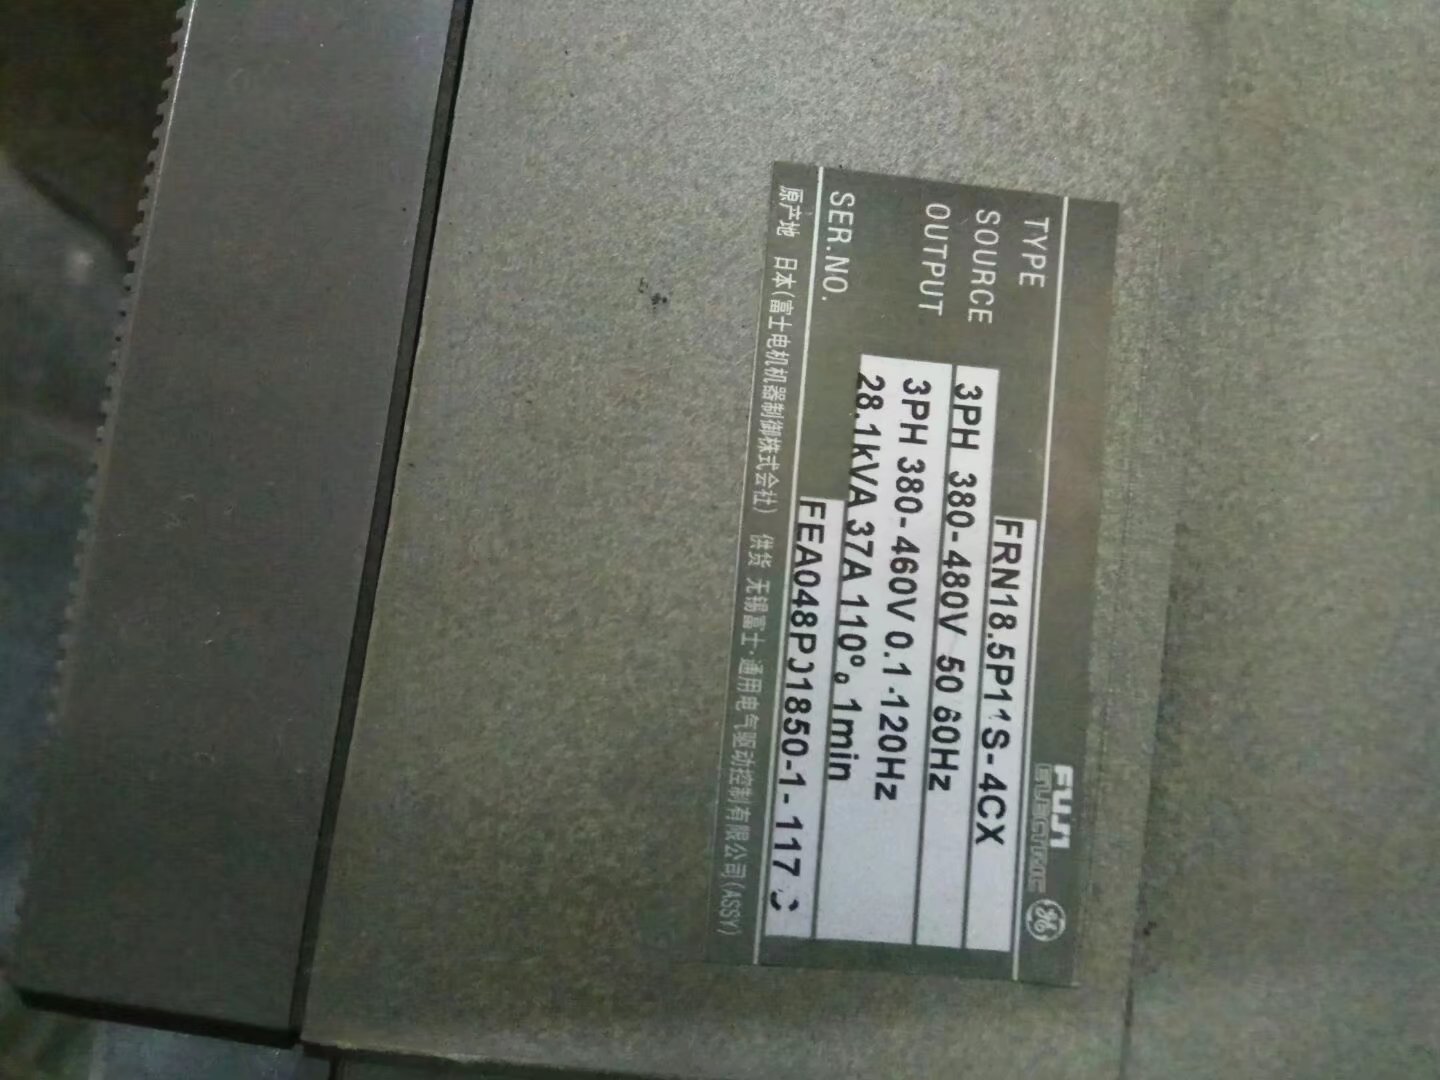 FUJI
ELECTRIC
GE
TYPE FRN18.5P11S-4CX
SOURCE 3PH 380-480V 50 60Hz
OUTPUT 3PH 380-460V 0.1-120Hz
28.1kVA 37A 110% 1min
SER.NO.
原产地 日本(富士电机机器制御株式会社) 供货 无锡富士·通用电气驱动控制有限公司(ASSY)